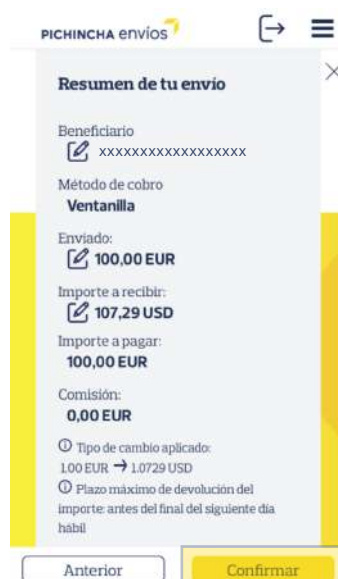 PICHINCHA envíos
Resumen de tu envío
Beneficiario
xxxxxxxxxxxxxxxxxx
Método de cobro
Ventanilla
Enviado:
100,00 EUR
Importe a recibir:
107,29 USD
Importe a pagar:
100,00 EUR
Comisión:
0,00 EUR
Tipo de cambio aplicado:
1.00 EUR → 1.0729 USD
Plazo máximo de devolución del
importe: antes del final del siguiente día
hábil
Anterior Confirmar